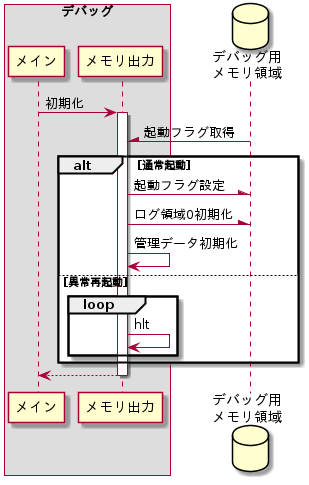 デバッグ
メイン
メモリ出力
デバッグ用
メモリ領域
初期化
起動フラグ取得
alt
[通常起動]
起動フラグ設定
ログ領域0初期化
管理データ初期化
[異常再起動]
loop
hlt
メイン
メモリ出力
デバッグ用
メモリ領域